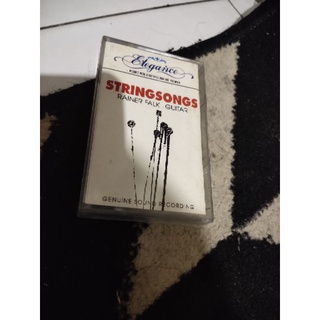 Elegance
STRINGSONGS
RAINER FALK GUITAR
GENUINE SOUND RECORDING